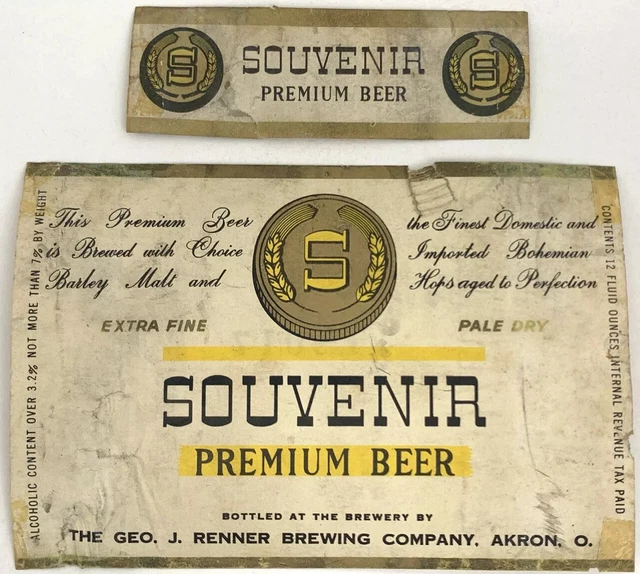 S
SOUVENIR
PREMIUM BEER
S
This Premium Beer
is Brewed with Choice
Barley Malt and
S
the Finest Domestic and
Imported Bohemian
Hops aged to Perfection
EXTRA FINE
PALE DRY
SOUVENIR
PREMIUM BEER
BOTTLED AT THE BREWERY BY
THE GEO. J. RENNER BREWING COMPANY, AKRON, O.
ALCOHOLIC CONTENT OVER 3.2% NOT MORE THAN 7% BY WEIGHT
CONTENTS 12 FLUID OUNCES INTERNAL REVENUE TAX PAID